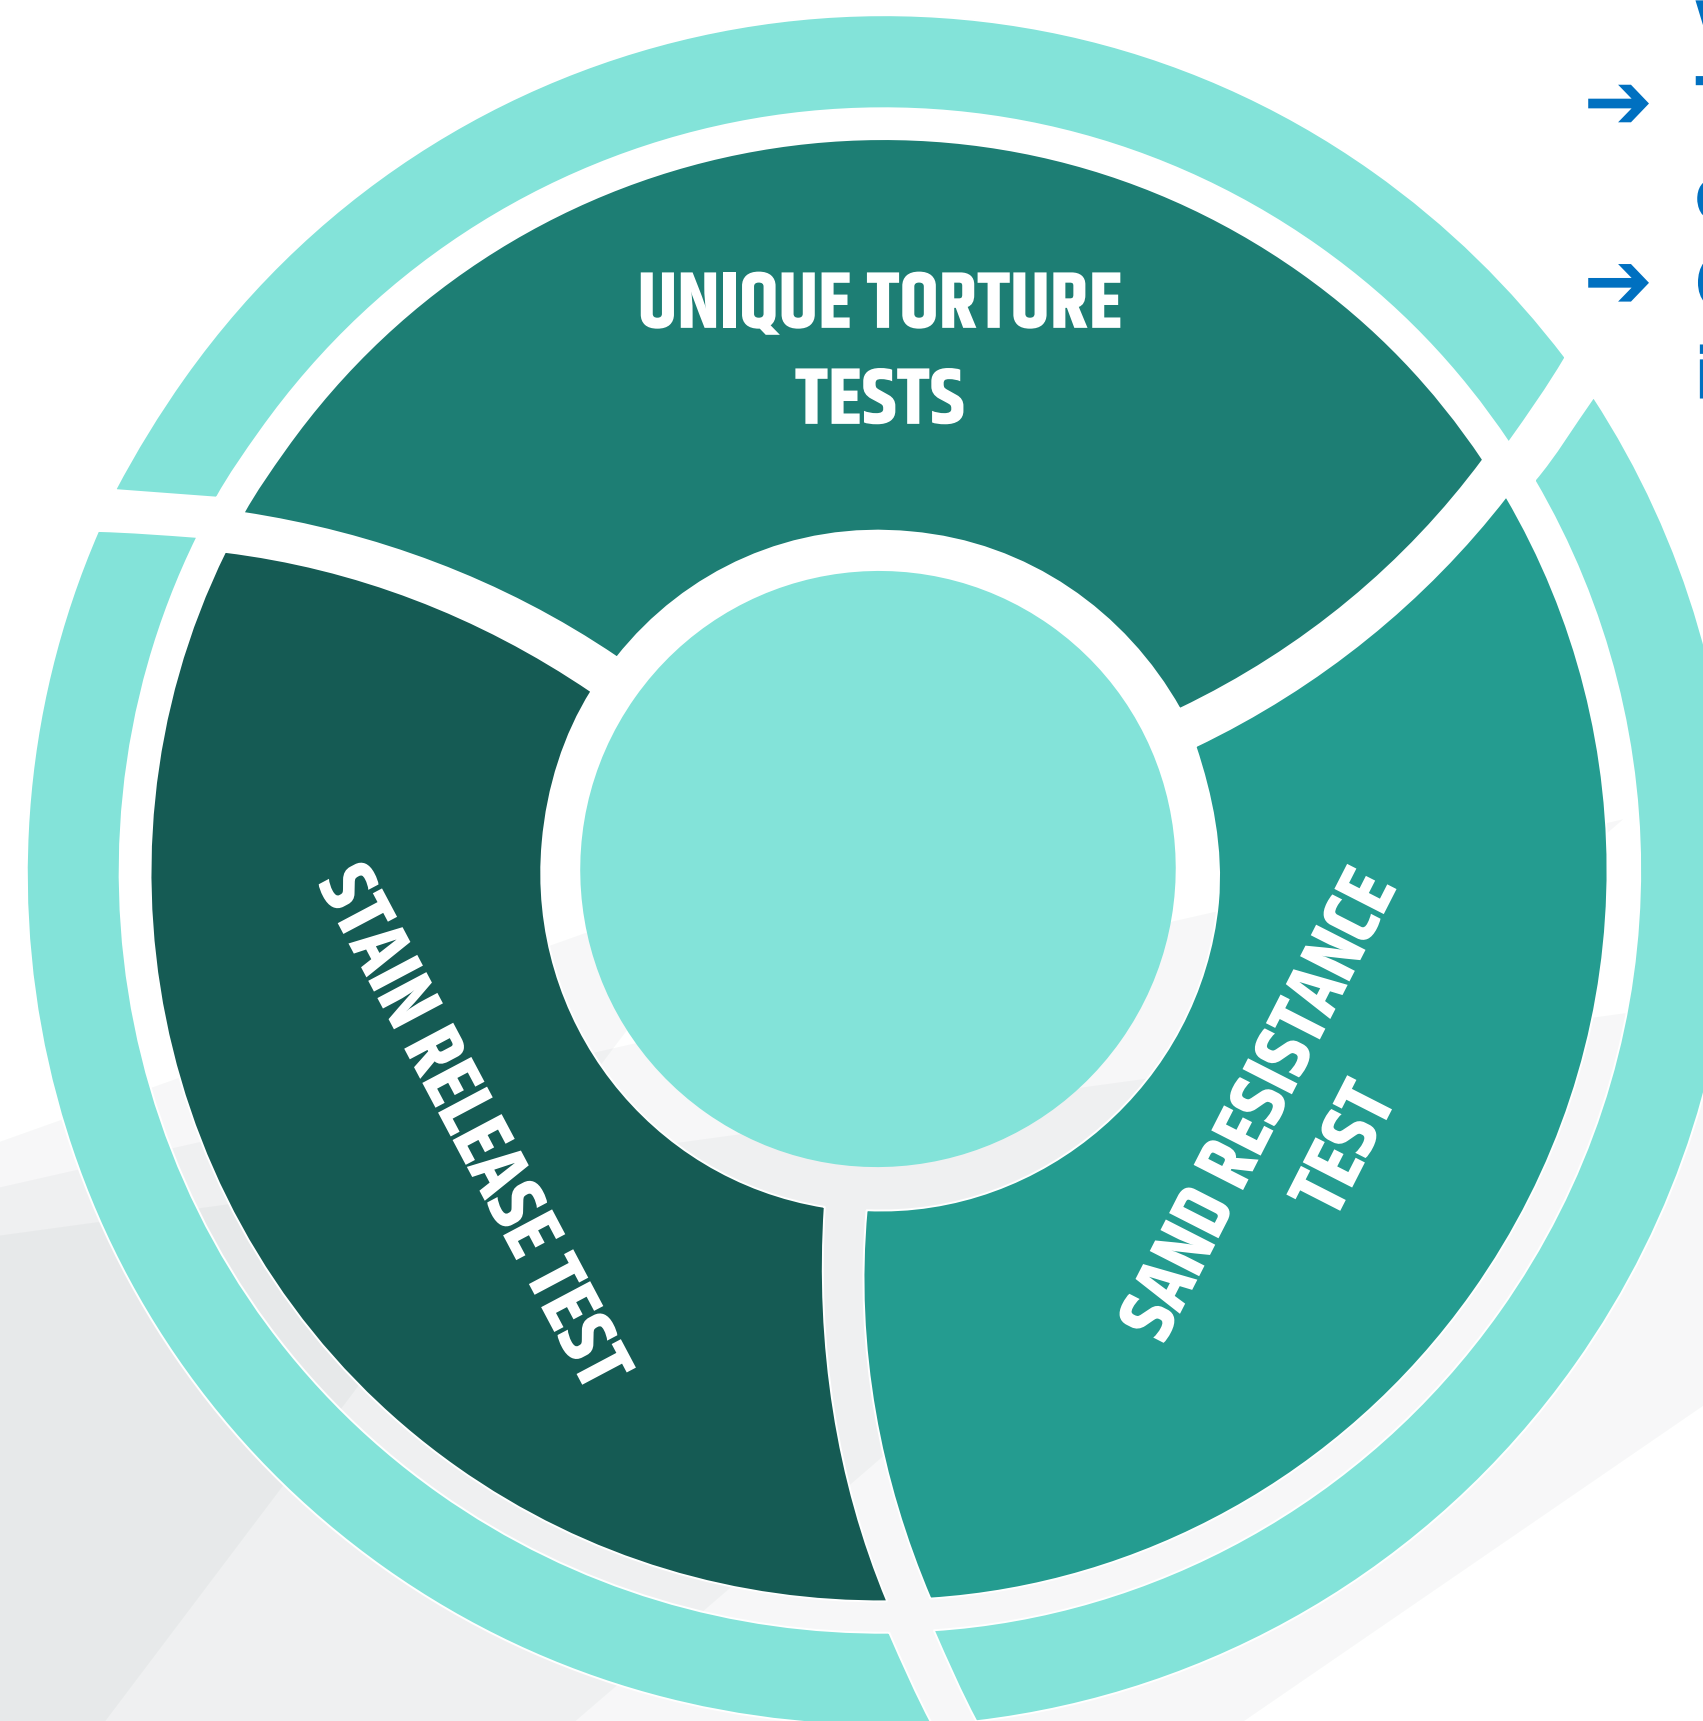 UNIQUE TORTURE
TESTS
STAIN RELEASE TEST
SAND RESISTANCE
TEST